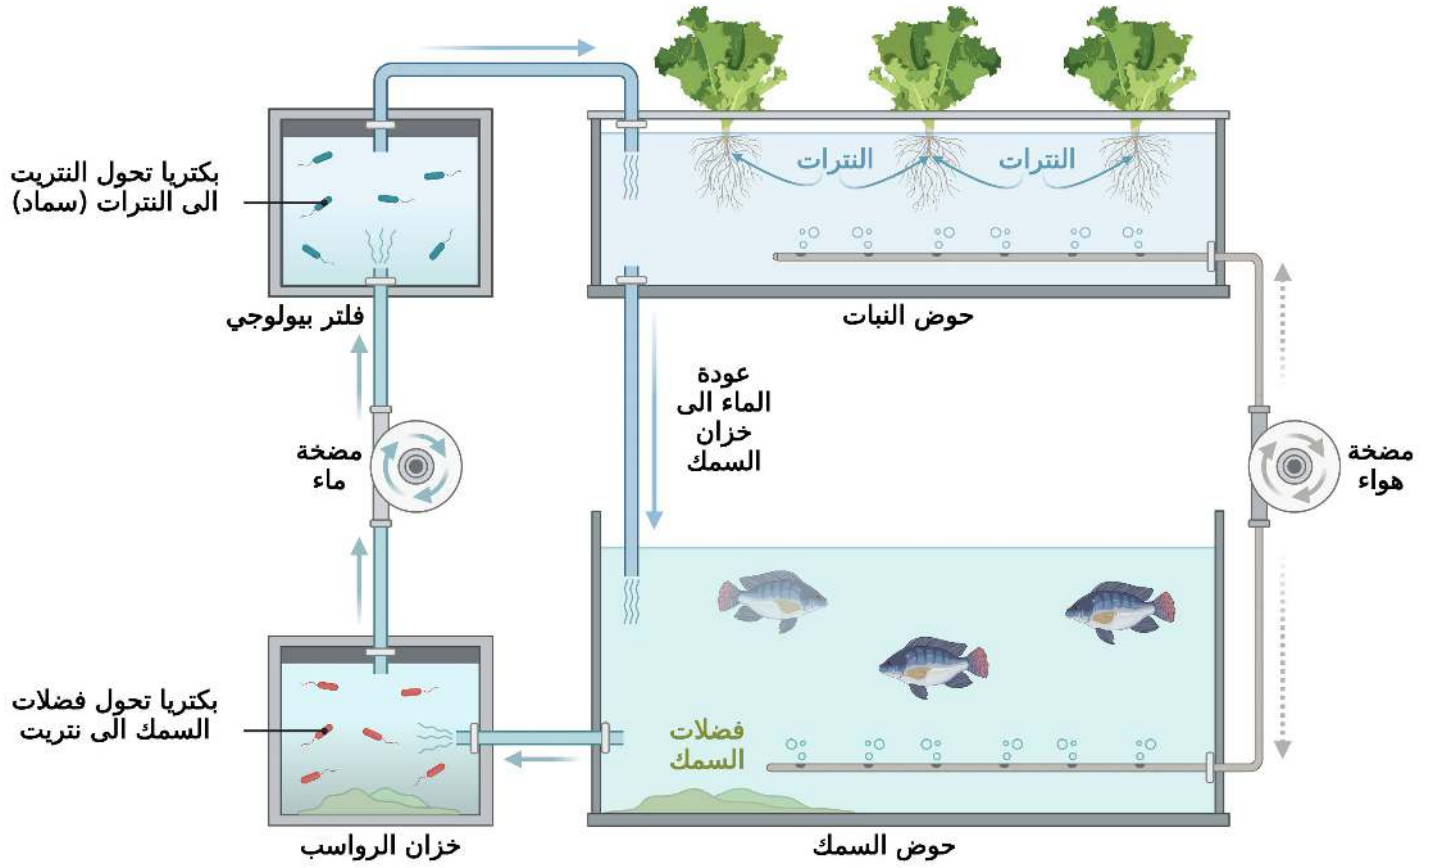 النترات
النترات
بكتريا تحول النتريت
الى النترات (سماد)
فلتر بيولوجي
حوض النبات
عودة
الماء الى
خزان
السمك
مضخة
ماء
مضخة
هواء
بكتريا تحول فضلات
السمك الى نتريت
فضلات
السمك
خزان الرواسب
حوض السمك